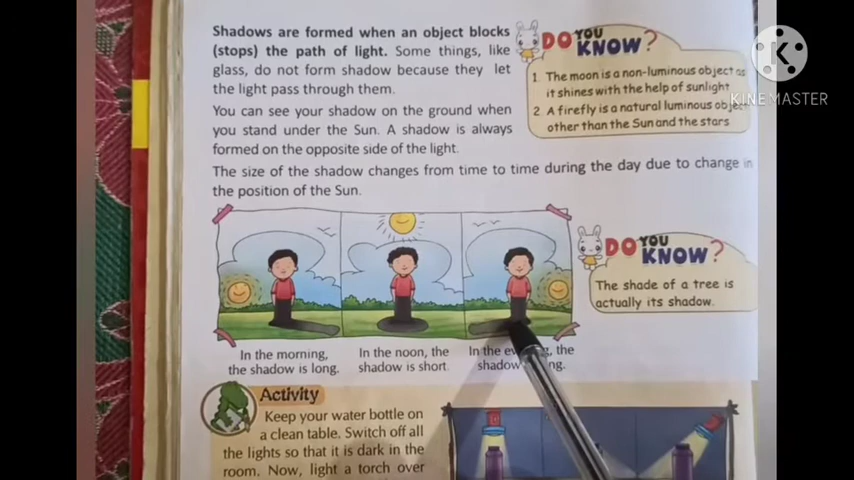 Shadows are formed when an object blocks
(stops) the path of light. Some things, like
glass, do not form shadow because they let
the light pass through them.
You can see your shadow on the ground when
you stand under the Sun. A shadow is always
formed on the opposite side of the light.
The size of the shadow changes from time to time during the day due to change in
the position of the Sun.
DO YOU KNOW?
1. The moon is a non-luminous object as
it shines with the help of sunlight
2 A firefly is a natural luminous object
other than the Sun and the stars
KINEMASTER
DO YOU KNOW?
The shade of a tree is
actually its shadow.
In the morning,
the shadow is long.
In the noon, the
shadow is short
In the the
shadow
Activity
Keep your water bottle on
a clean table. Switch off all
the lights so that it is dark in the
room. Now, light a torch over